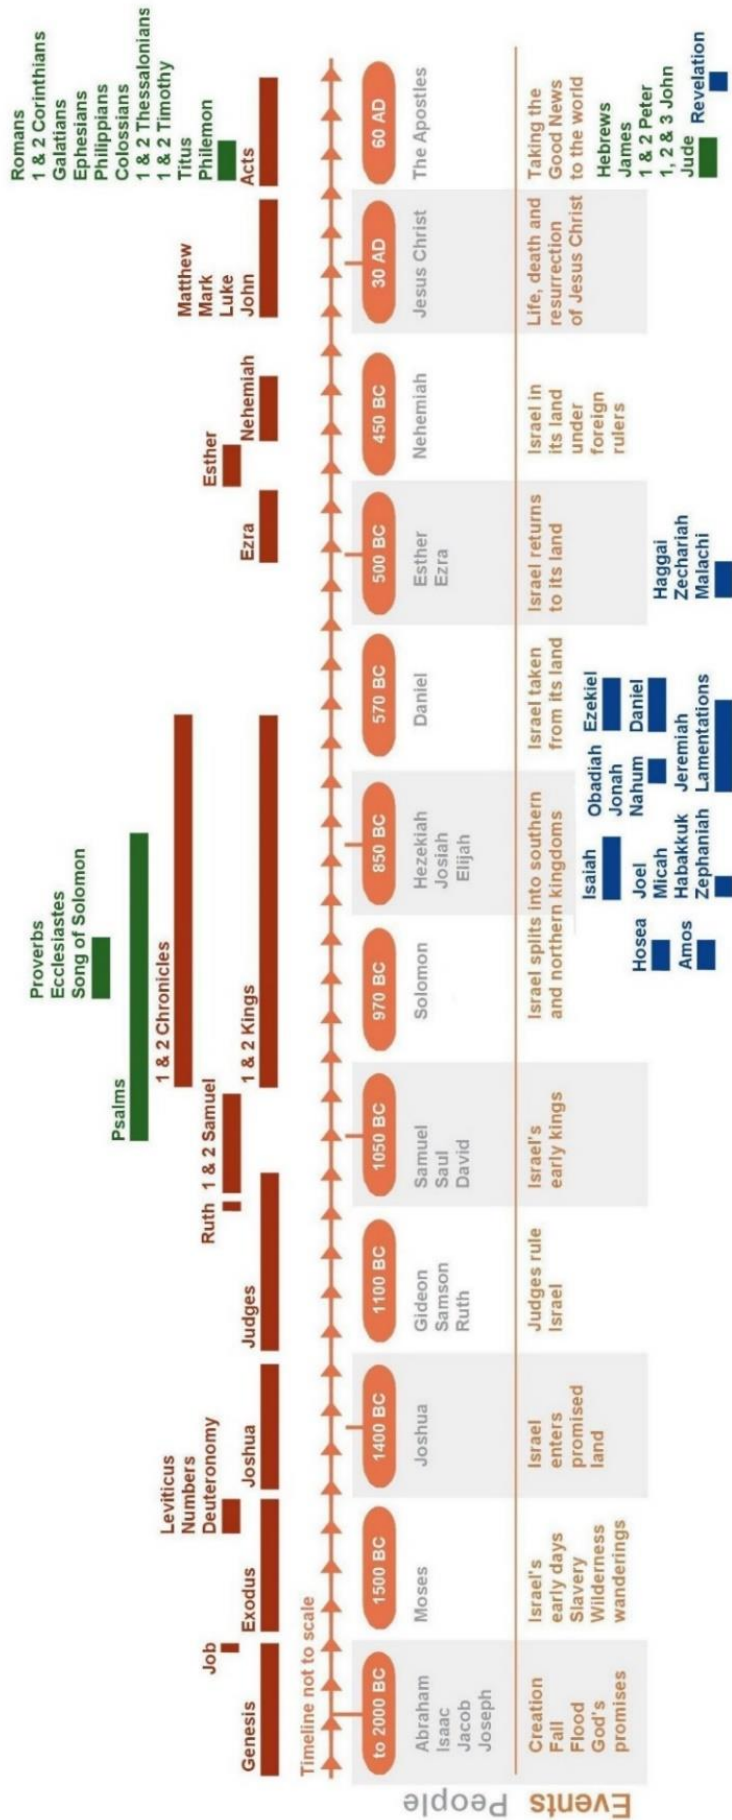 Romans
1 & 2 Corinthians
Galatians
Ephesians
Philippians
Colossians
1 & 2 Thessalonians
1 & 2 Timothy
Titus
Philemon
Proverbs
Ecclesiastes
Song of Solomon
Psalms
Leviticus
Numbers
Deuteronomy
1 & 2 Chronicles
Matthew
Mark
Luke
John
Job
Ruth
1 & 2 Samuel
Esther
Genesis
Exodus
Joshua
Judges
1 & 2 Kings
Ezra
Nehemiah
Acts
Timeline not to scale
to 2000 BC
1500 BC
1400 BC
1100 BC
1050 BC
970 BC
850 BC
570 BC
500 BC
450 BC
30 AD
60 AD
People
Abraham
Isaac
Jacob
Joseph
Moses
Joshua
Gideon
Samson
Ruth
Samuel
Saul
David
Solomon
Hezekiah
Josiah
Elijah
Daniel
Esther
Ezra
Nehemiah
Jesus Christ
The Apostles
Events
Creation
Fall
Flood
God's
promises
Israel's
early days
Slavery
Wilderness
wanderings
Israel
enters
promised
land
Judges rule
Israel
Israel's
early kings
Israel splits into southern
and northern kingdoms
Israel taken
from its land
Israel returns
to its land
Israel in
its land
under
foreign
rulers
Life, death and
resurrection
of Jesus Christ
Taking the
Good News
to the world
Hosea
Amos
Isaiah
Joel
Micah
Habakkuk
Zephaniah
Obadiah
Jonah
Nahum
Jeremiah
Lamentations
Ezekiel
Daniel
Haggai
Zechariah
Malachi
Hebrews
James
1 & 2 Peter
1, 2 & 3 John
Jude
Revelation